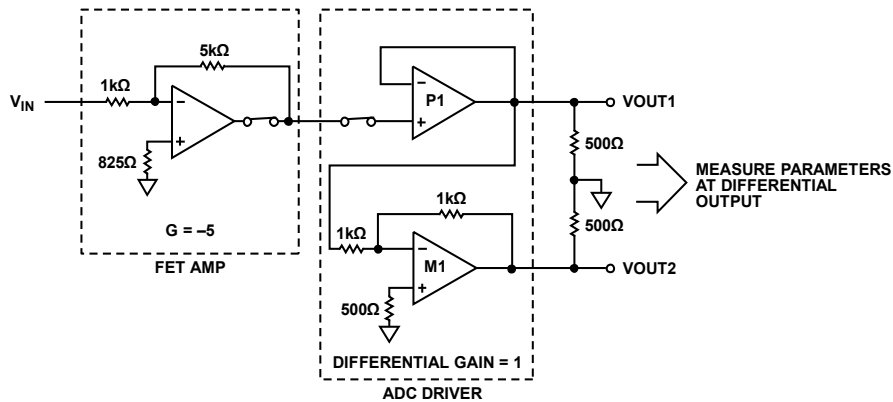 5kΩ
1kΩ
VIN
–
+
825Ω
G = –5
FET AMP
–
P1
+
VOUT1
500Ω
MEASURE PARAMETERS
AT DIFFERENTIAL
OUTPUT
1kΩ
1kΩ
–
M1
+
500Ω
500Ω
VOUT2
DIFFERENTIAL GAIN = 1
ADC DRIVER